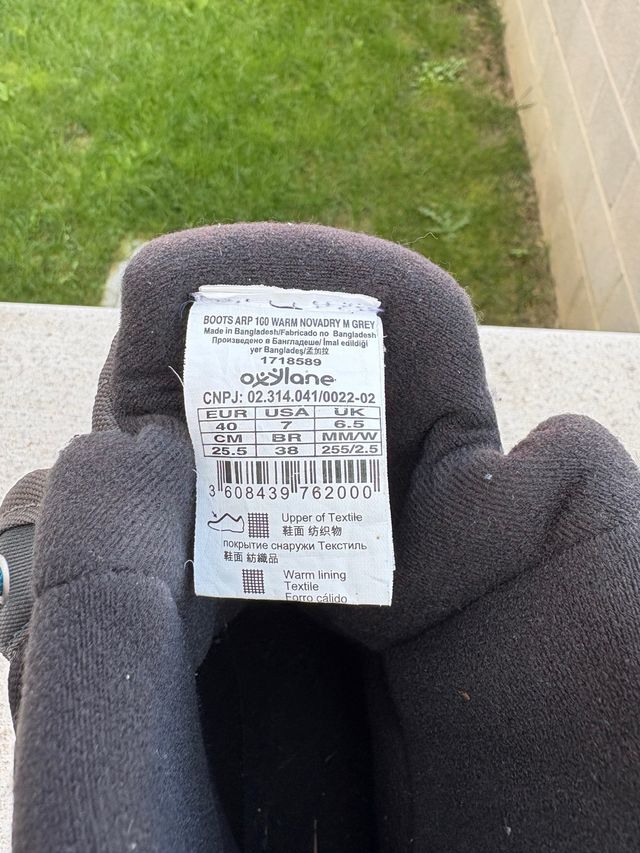 BOOTS ARP 100 WARM NOVADRY M GREY
Made in Bangladesh/Fabricado no Bangladesh
Произведено в Бангладеше/ İmal edildiği
yer Bangladeş/孟加拉
1718589
oxylane
CNPJ: 02.314.041/0022-02
EUR USA UK
40 7 6.5
CM BR MM/W
25.5 38 255/2.5
3 608439 762000
Upper of Textile
鞋面 纺织物
покрытие снаружи Текстиль
鞋面 紡織品
Warm lining
Textile
Forro cálido